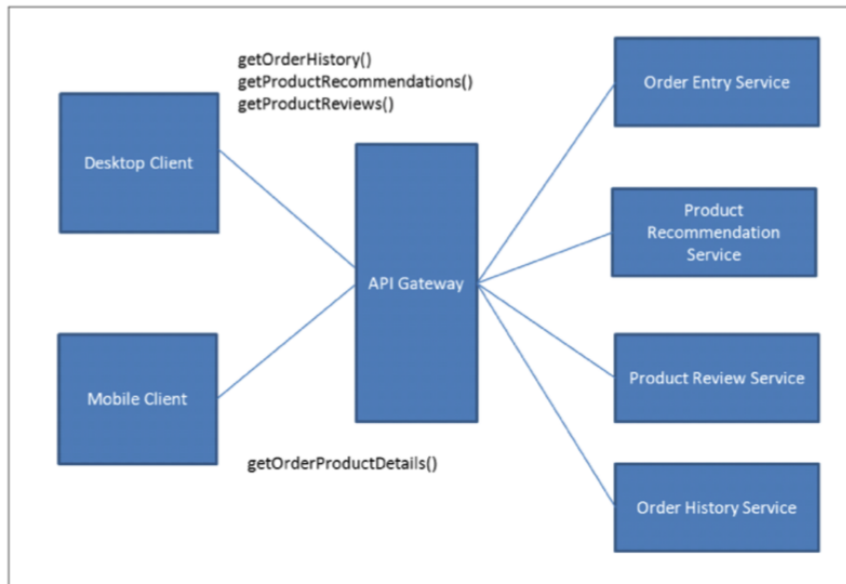 getOrderHistory()
getProductRecommendations()
getProductReviews()
Desktop Client
Mobile Client
getOrderProductDetails()
API Gateway
Order Entry Service
Product
Recommendation
Service
Product Review Service
Order History Service